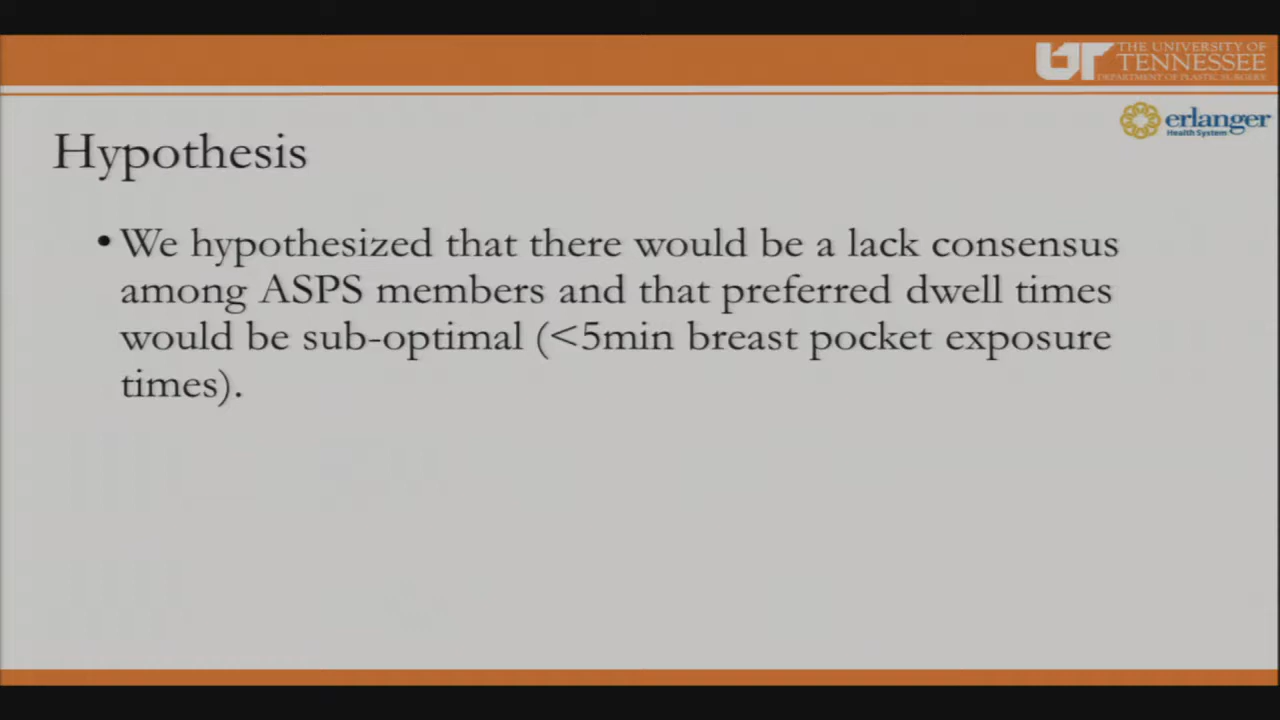 UT THE UNIVERSITY OF
TENNESSEE
DEPARTMENT OF PLASTIC SURGERY
erlanger
Health System
Hypothesis
• We hypothesized that there would be a lack consensus
among ASPS members and that preferred dwell times
would be sub-optimal (<5min breast pocket exposure
times).